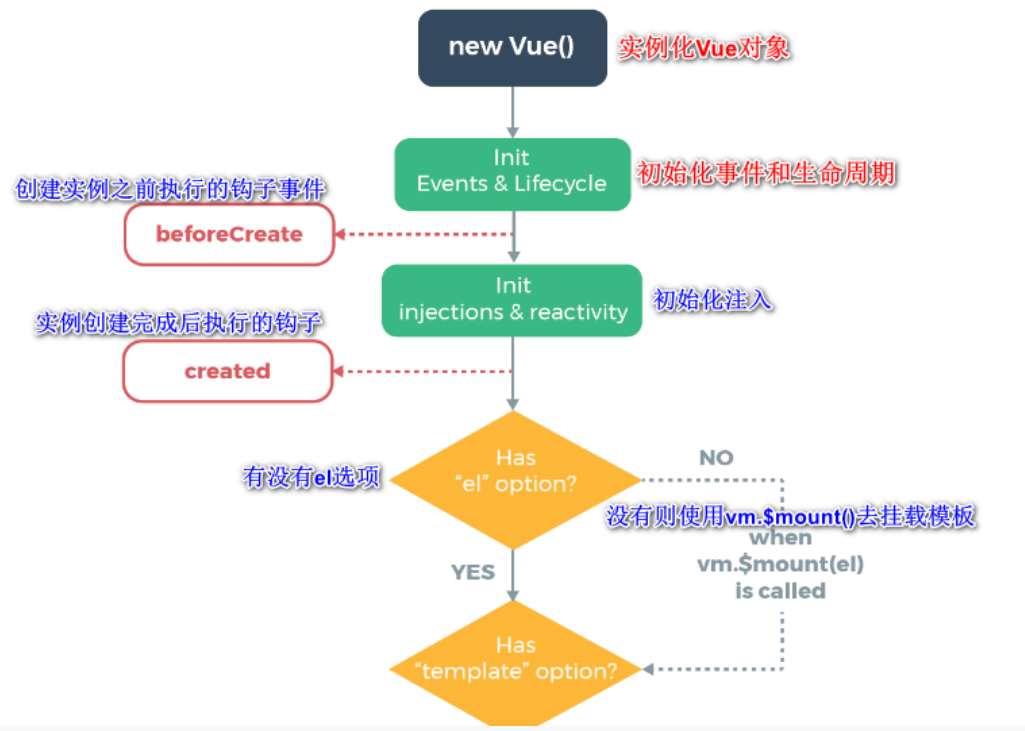 new Vue()
实例化Vue对象
Init
Events & Lifecycle
初始化事件和生命周期
创建实例之前执行的钩子事件
beforeCreate
Init
injections & reactivity
初始化注入
实例创建完成后执行的钩子
created
Has
“el” option?
有没有el选项
NO
没有则使用vm.$mount()去挂载模板
when
vm.$mount(el)
is called
YES
Has
“template” option?